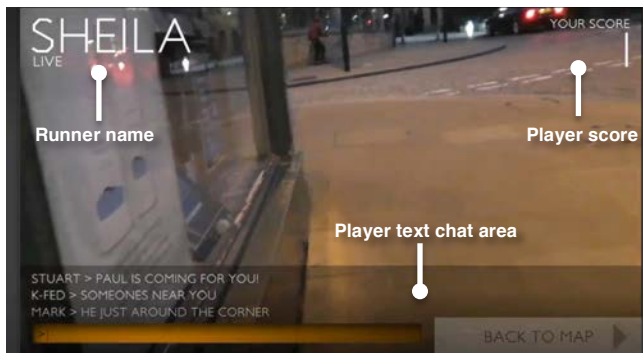 SHEILA
LIVE
YOUR SCORE
Runner name
Player score
Player text chat area
STUART > PAUL IS COMING FOR YOU!
K-FED > SOMEONES NEAR YOU
MARK > HE JUST AROUND THE CORNER
>
BACK TO MAP